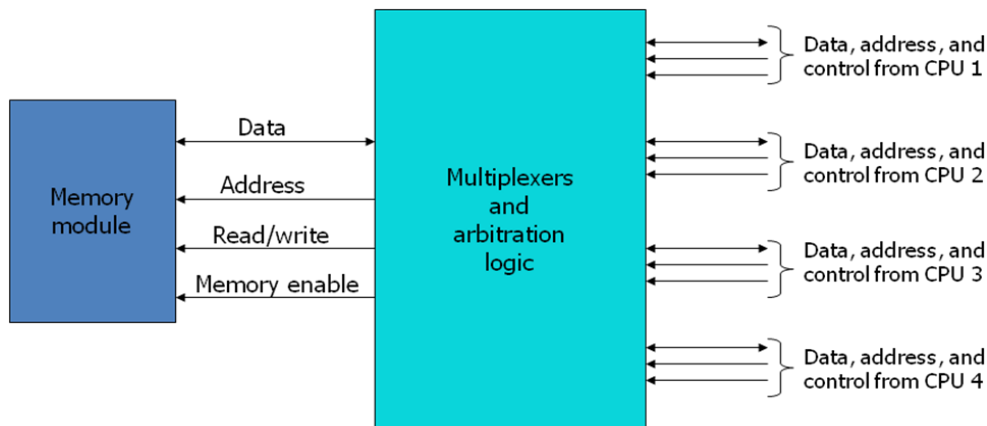 Memory
module
Data
Address
Read/write
Memory enable
Multiplexers
and
arbitration
logic
Data, address, and
control from CPU 1
Data, address, and
control from CPU 2
Data, address, and
control from CPU 3
Data, address, and
control from CPU 4